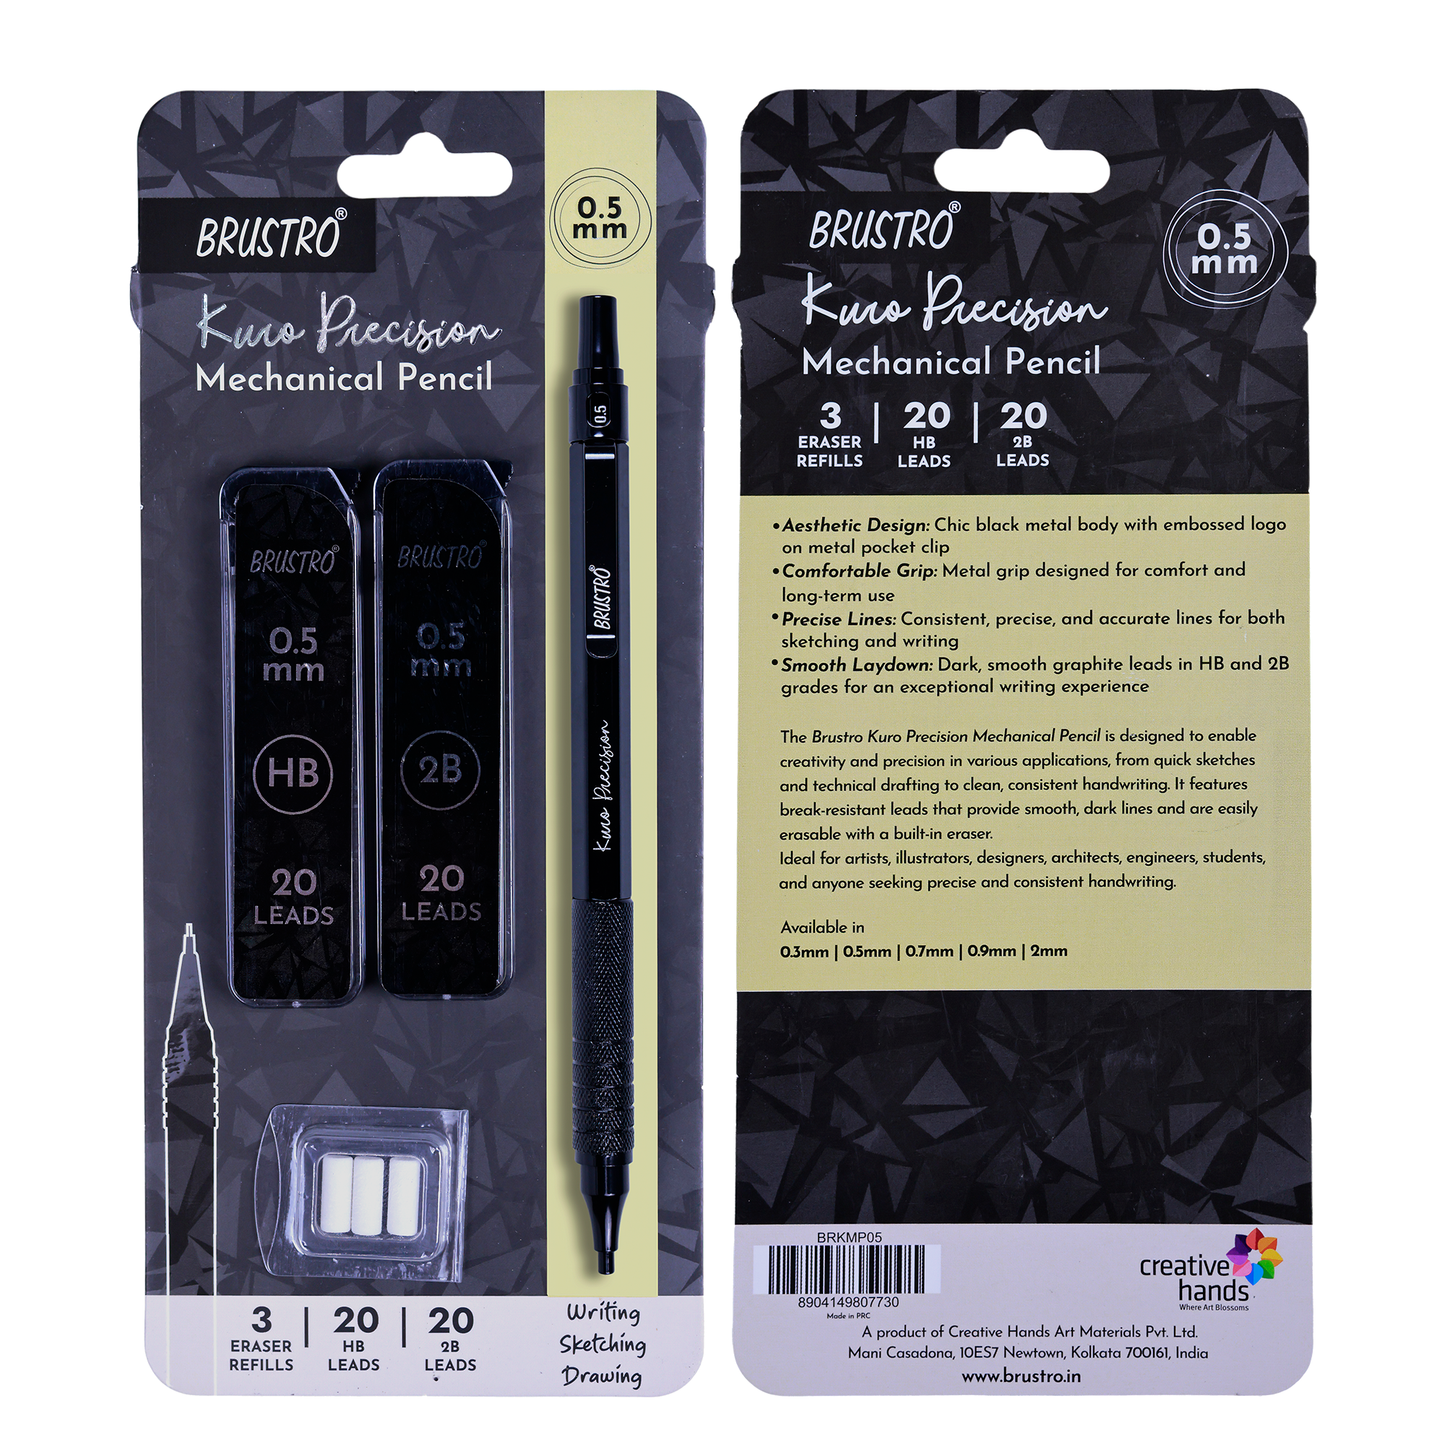 BRUSTRO®
0.5
mm
Kuro Precision
Mechanical Pencil
0.5
BRUSTRO®
Kuro Precision
BRUSTRO®
0.5
mm
HB
20
LEADS
BRUSTRO®
0.5
mm
2B
20
LEADS
3
ERASER
REFILLS
20
HB
LEADS
20
2B
LEADS
Writing
Sketching
Drawing
BRUSTRO®
0.5
mm
Kuro Precision
Mechanical Pencil
3
ERASER
REFILLS
20
HB
LEADS
20
2B
LEADS
• Aesthetic Design: Chic black metal body with embossed logo
on metal pocket clip
• Comfortable Grip: Metal grip designed for comfort and
long-term use
• Precise Lines: Consistent, precise, and accurate lines for both
sketching and writing
• Smooth Laydown: Dark, smooth graphite leads in HB and 2B
grades for an exceptional writing experience
The Brustro Kuro Precision Mechanical Pencil is designed to enable
creativity and precision in various applications, from quick sketches
and technical drafting to clean, consistent handwriting. It features
break-resistant leads that provide smooth, dark lines and are easily
erasable with a built-in eraser.
Ideal for artists, illustrators, designers, architects, engineers, students,
and anyone seeking precise and consistent handwriting.
Available in
0.3mm | 0.5mm | 0.7mm | 0.9mm | 2mm
BRKMP05
8904149807730
Made in PRC
creative
hands
Where Art Blossoms
A product of Creative Hands Art Materials Pvt. Ltd.
Mani Casadona, 10ES7 Newtown, Kolkata 700161, India
www.brustro.in